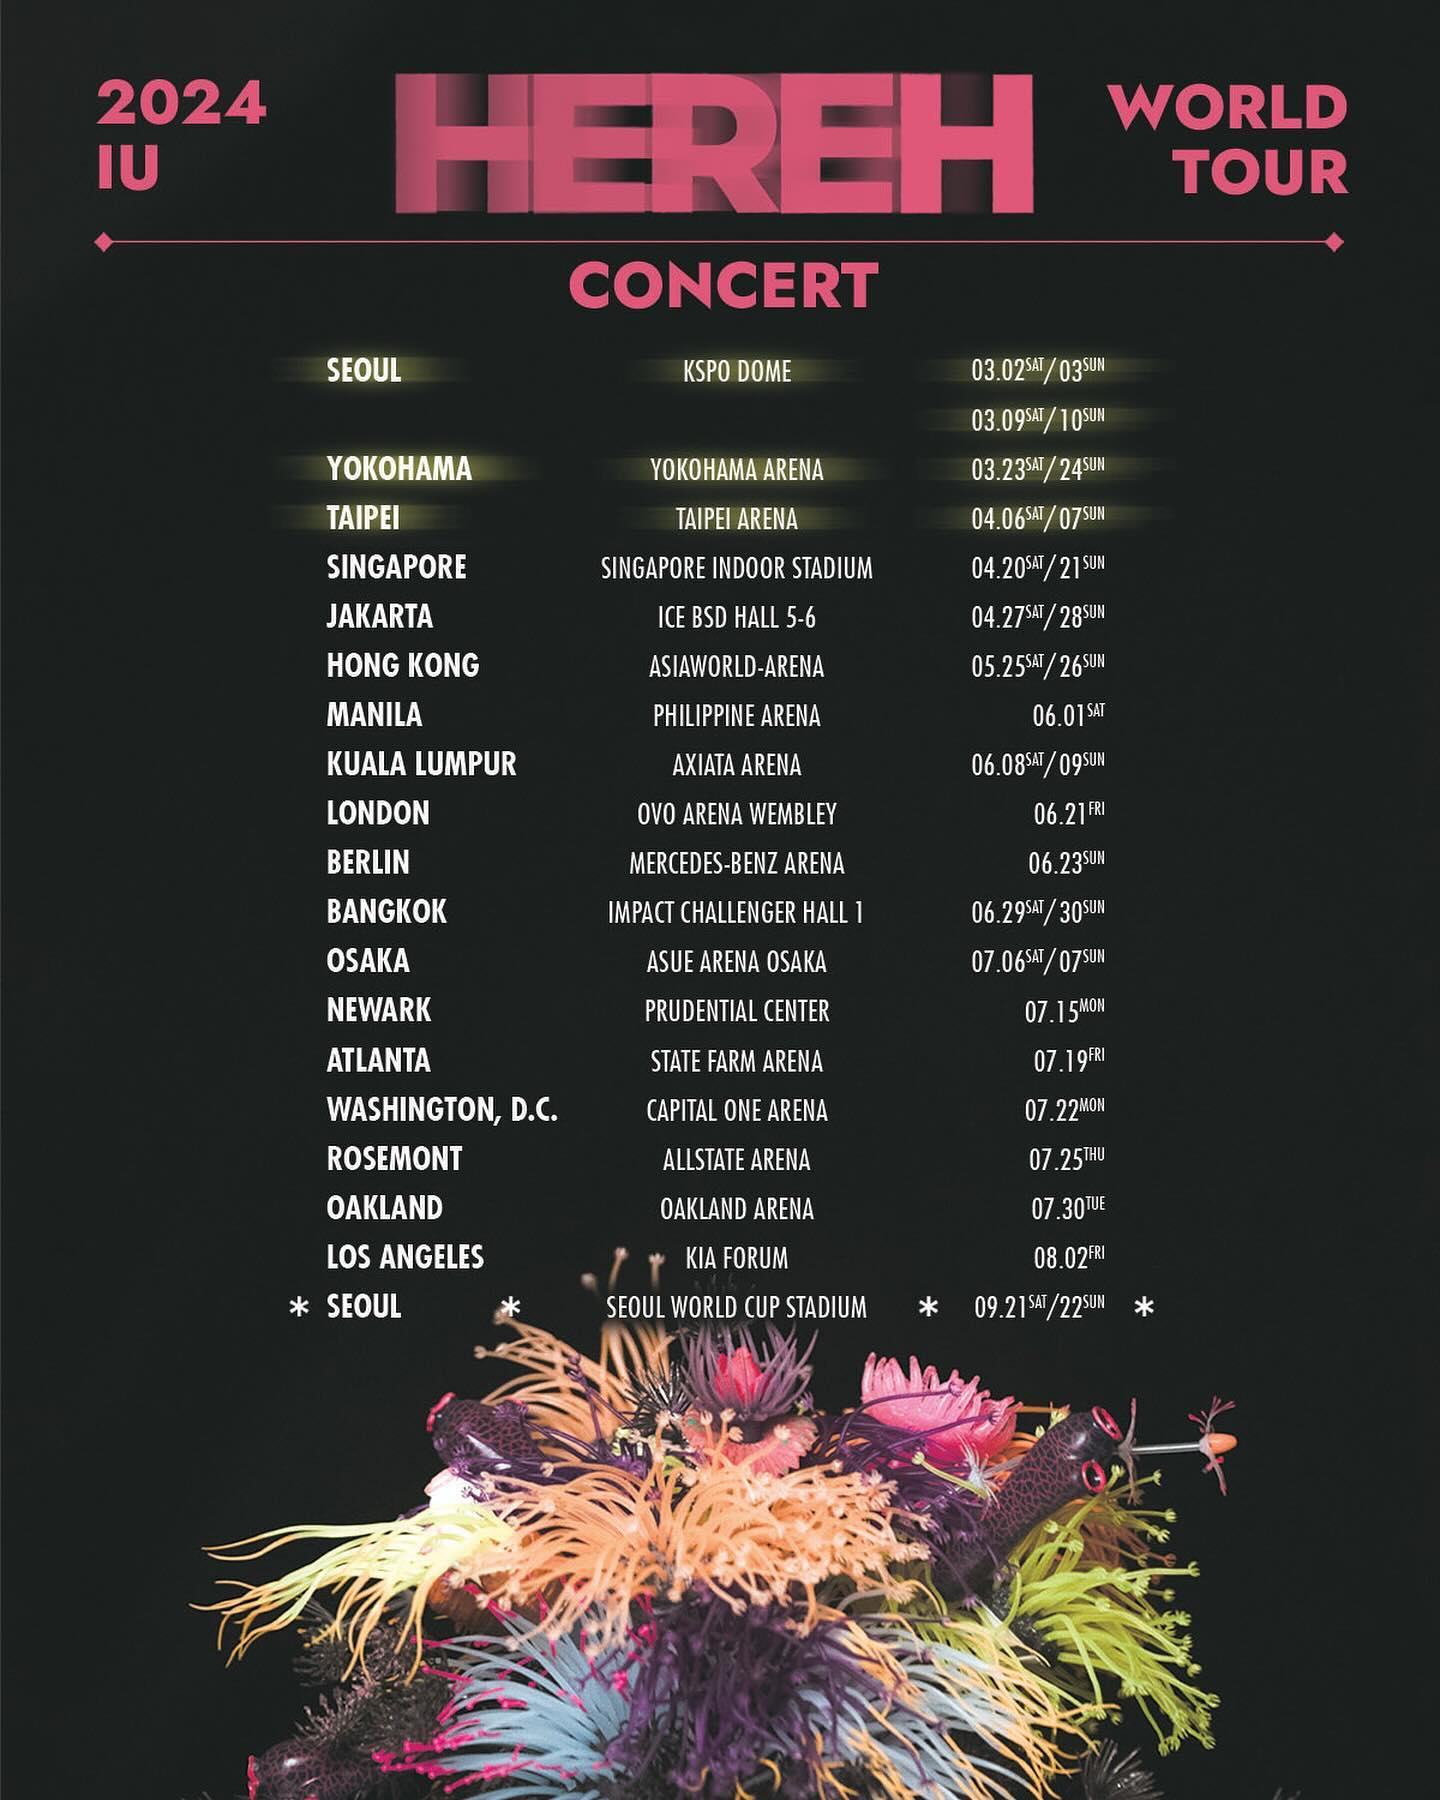 2024
IU
HEREH
WORLD
TOUR
CONCERT
SEOUL KSPO DOME 03.02SAT/03SUN
03.09SAT/10SUN
YOKOHAMA YOKOHAMA ARENA 03.23SAT/24SUN
TAIPEI TAIPEI ARENA 04.06SAT/07SUN
SINGAPORE SINGAPORE INDOOR STADIUM 04.20SAT/21SUN
JAKARTA ICE BSD HALL 5-6 04.27SAT/28SUN
HONG KONG ASIAWORLD-ARENA 05.25SAT/26SUN
MANILA PHILIPPINE ARENA 06.01SAT
KUALA LUMPUR AXIATA ARENA 06.08SAT/09SUN
LONDON OVO ARENA WEMBLEY 06.21FRI
BERLIN MERCEDES-BENZ ARENA 06.23SUN
BANGKOK IMPACT CHALLENGER HALL 1 06.29SAT/30SUN
OSAKA ASUE ARENA OSAKA 07.06SAT/07SUN
NEWARK PRUDENTIAL CENTER 07.15MON
ATLANTA STATE FARM ARENA 07.19FRI
WASHINGTON, D.C. CAPITAL ONE ARENA 07.22MON
ROSEMONT ALLSTATE ARENA 07.25THU
OAKLAND OAKLAND ARENA 07.30TUE
LOS ANGELES KIA FORUM 08.02FRI
* SEOUL * SEOUL WORLD CUP STADIUM * 09.21SAT/22SUN *